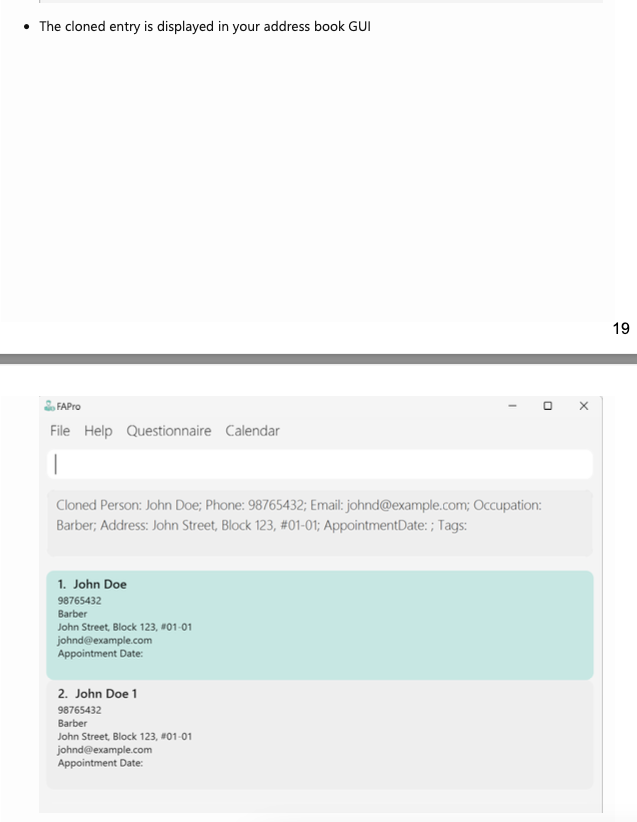 • The cloned entry is displayed in your address book GUI
19
FAPro
File Help Questionnaire Calendar
Cloned Person: John Doe; Phone: 98765432; Email: johnd@example.com; Occupation:
Barber; Address: John Street, Block 123, #01-01; AppointmentDate: ; Tags:
1. John Doe
98765432
Barber
John Street, Block 123, #01-01
johnd@example.com
Appointment Date:
2. John Doe 1
98765432
Barber
John Street, Block 123, #01-01
johnd@example.com
Appointment Date: